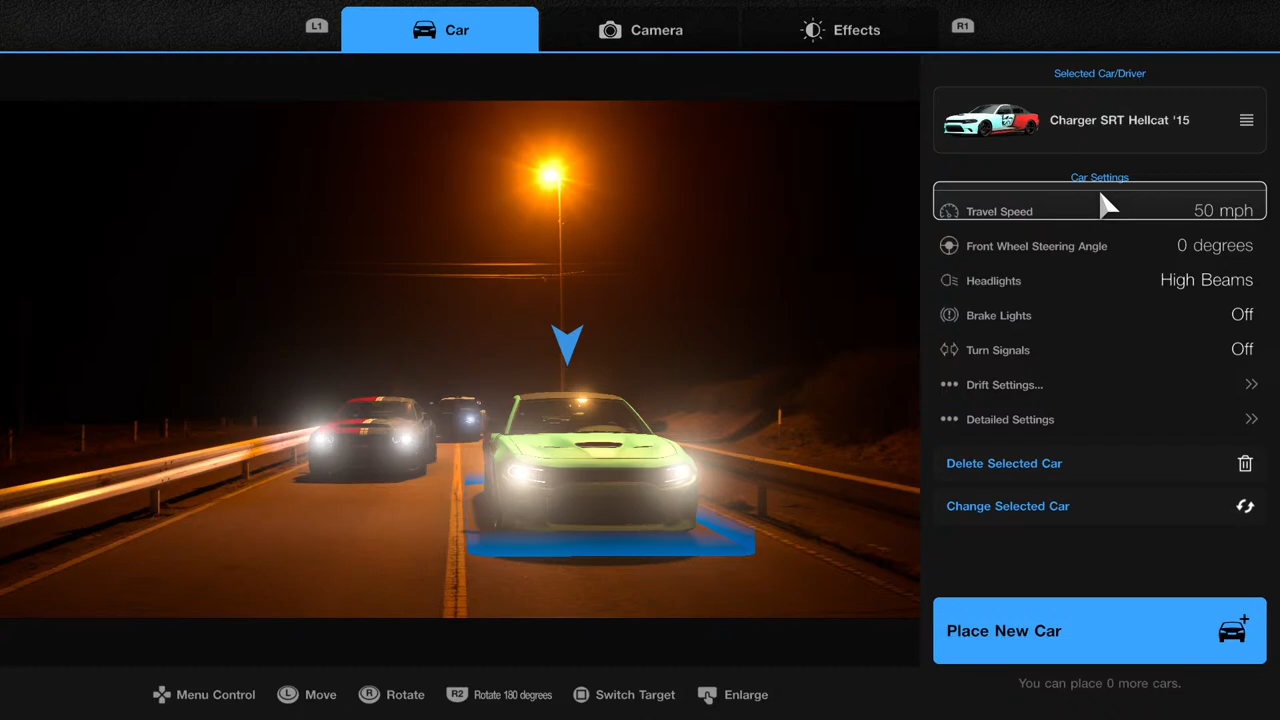 L1
Car
Camera
Effects
R1
Selected Car/Driver
Charger SRT Hellcat '15
Car Settings
Travel Speed 50 mph
Front Wheel Steering Angle 0 degrees
Headlights High Beams
Brake Lights Off
Turn Signals Off
Drift Settings...
Detailed Settings
Delete Selected Car
Change Selected Car
Place New Car
You can place 0 more cars.
Menu Control
L Move
R Rotate
R2 Rotate 180 degrees
Switch Target
Enlarge